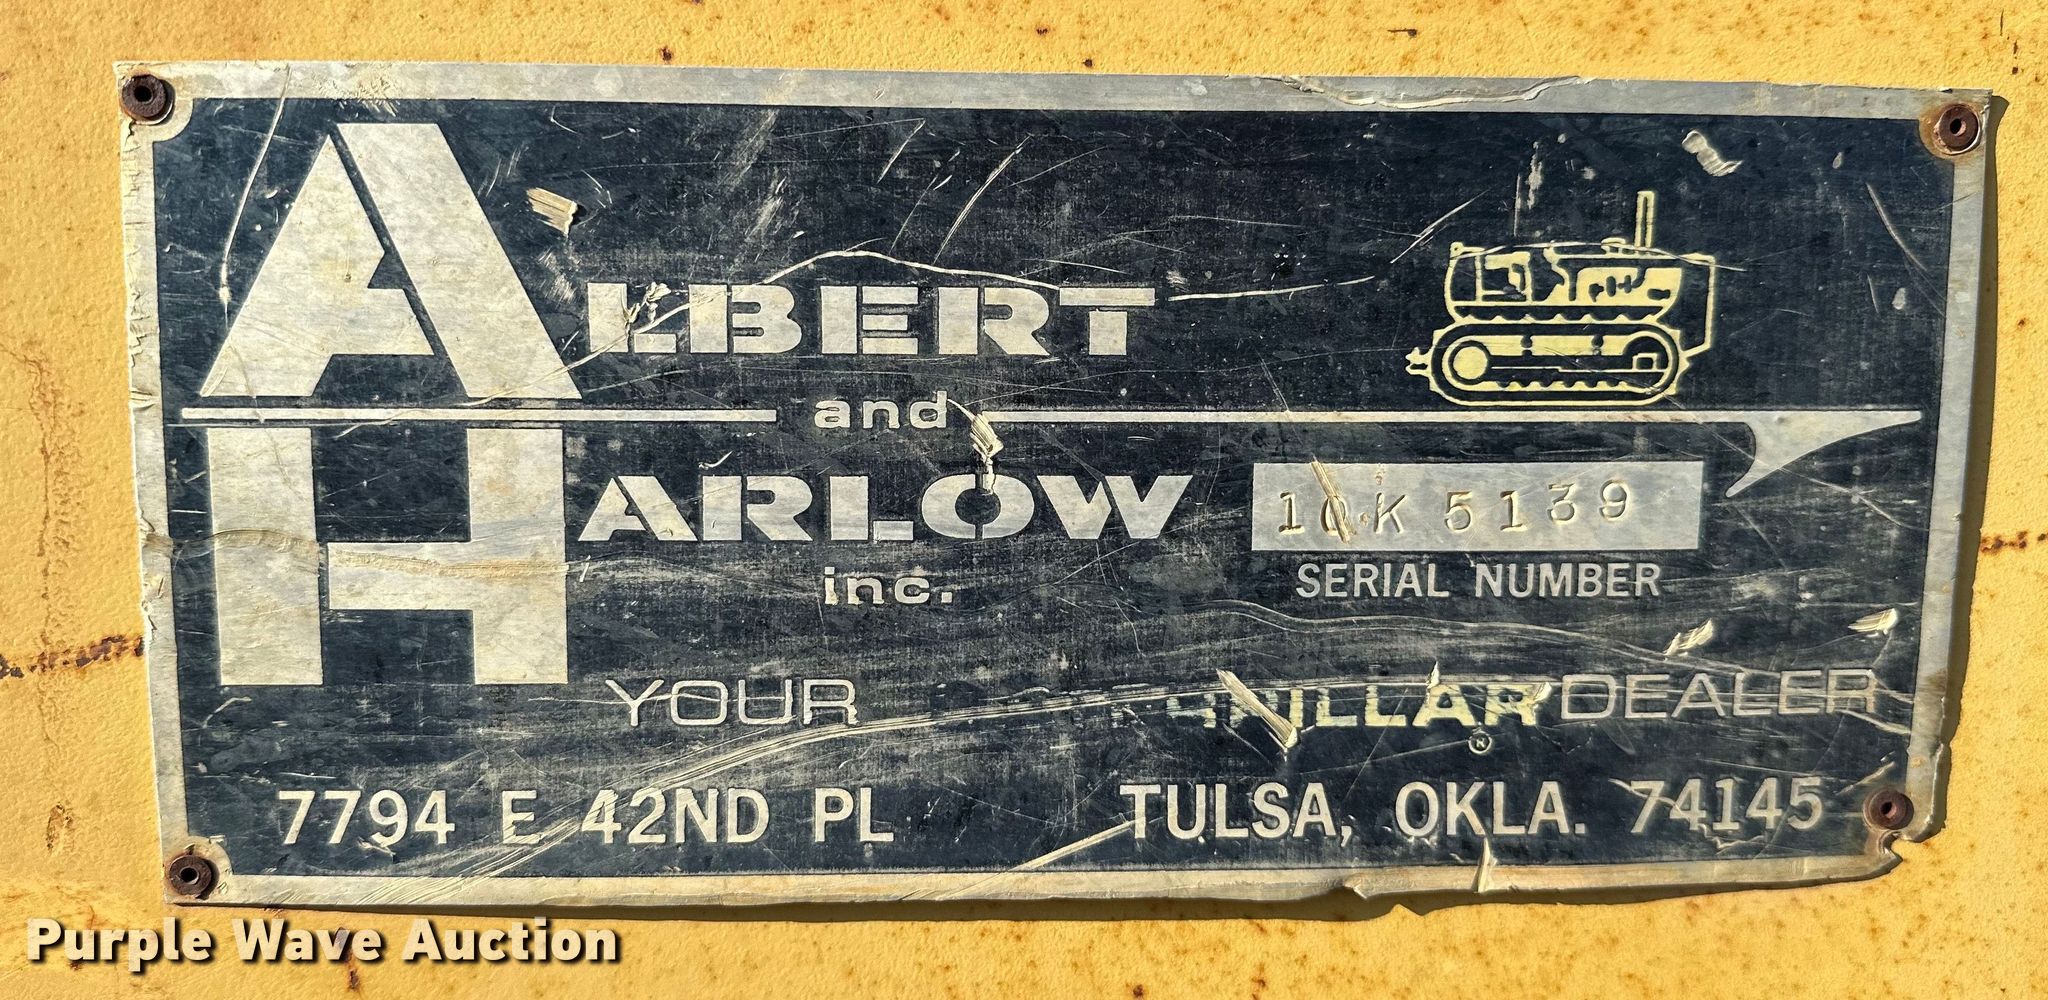 ALBERT
and
HARLOW
inc.
10K 5139
SERIAL NUMBER
YOUR DEALER
7794 E 42ND PL TULSA, OKLA. 74145
Purple Wave Auction